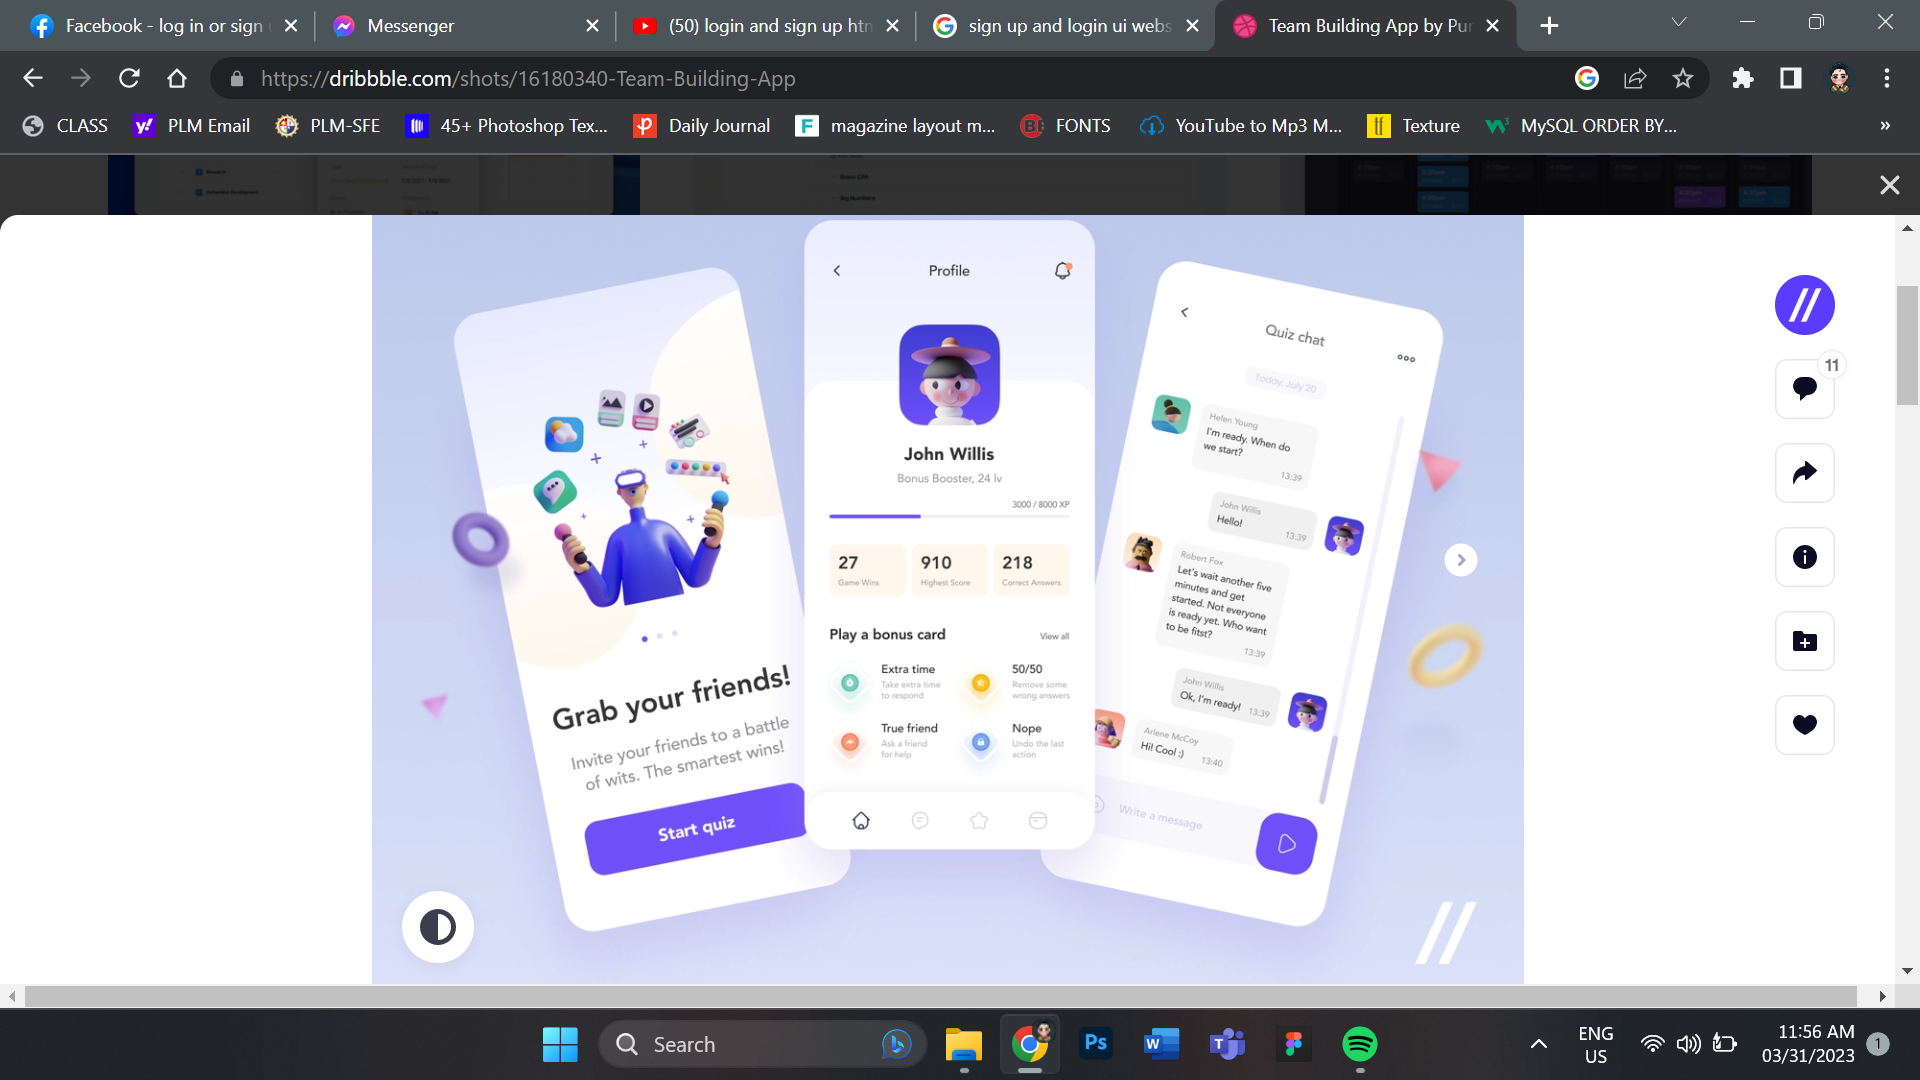 Facebook - log in or sign
Messenger
(50) login and sign up htm
sign up and login ui webs
Team Building App by Pur
https://dribbble.com/shots/16180340-Team-Building-App
CLASS
PLM Email
PLM-SFE
45+ Photoshop Tex...
Daily Journal
magazine layout m...
FONTS
YouTube to Mp3 M...
Texture
MySQL ORDER BY...
»
Grab your friends!
Invite your friends to a battle
of wits. The smartest wins!
Start quiz
Profile
John Willis
Bonus Booster, 24 lv
3000 / 8000 XP
27
Game Wins
910
Highest Score
218
Correct Answers
Play a bonus card
View all
Extra time
Take extra time
to respond
50/50
Remove some
wrong answers
True friend
Ask a friend
for help
Nope
Undo the last
action
Quiz chat
Today, July 20
Helen Young
I'm ready. When do
we start?
13:39
John Willis
Hello!
13:39
Robert Fox
Let's wait another five
minutes and get
started. Not everyone
is ready yet. Who want
to be fitst?
13:39
John Willis
Ok, I'm ready!
13:39
Arlene McCoy
Hi! Cool :)
13:40
Write a message
11
Search
Ps
ENG
US
11:56 AM
03/31/2023
1